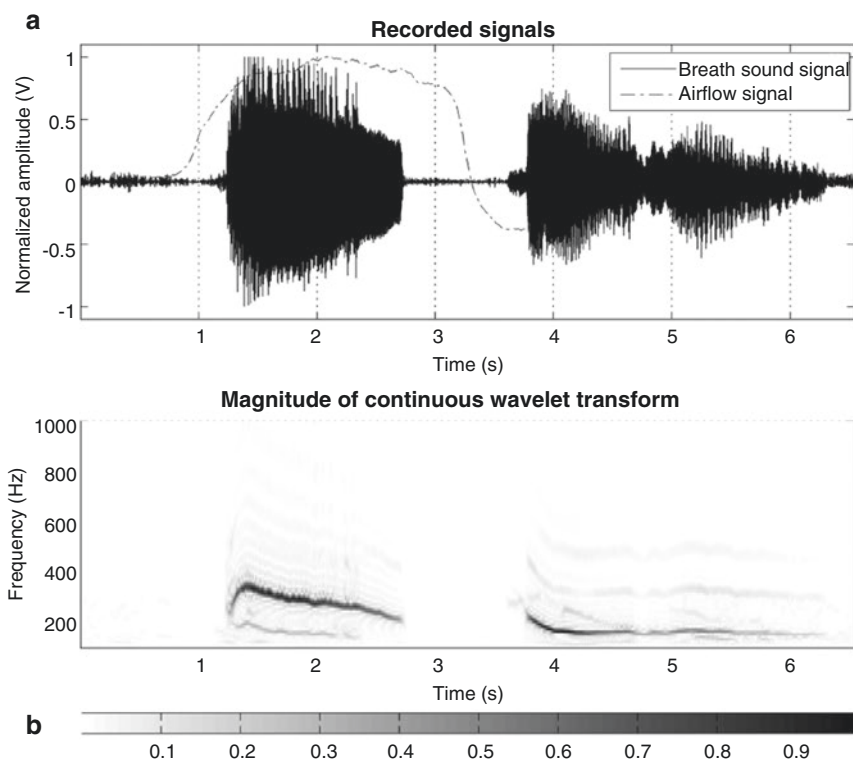 a
Recorded signals
Normalized amplitude (V)
1
0.5
0
-0.5
-1
Breath sound signal
Airflow signal
1 2 3 4 5 6
Time (s)
Magnitude of continuous wavelet transform
Frequency (Hz)
1000
800
600
400
200
1 2 3 4 5 6
Time (s)
b
0.1 0.2 0.3 0.4 0.5 0.6 0.7 0.8 0.9